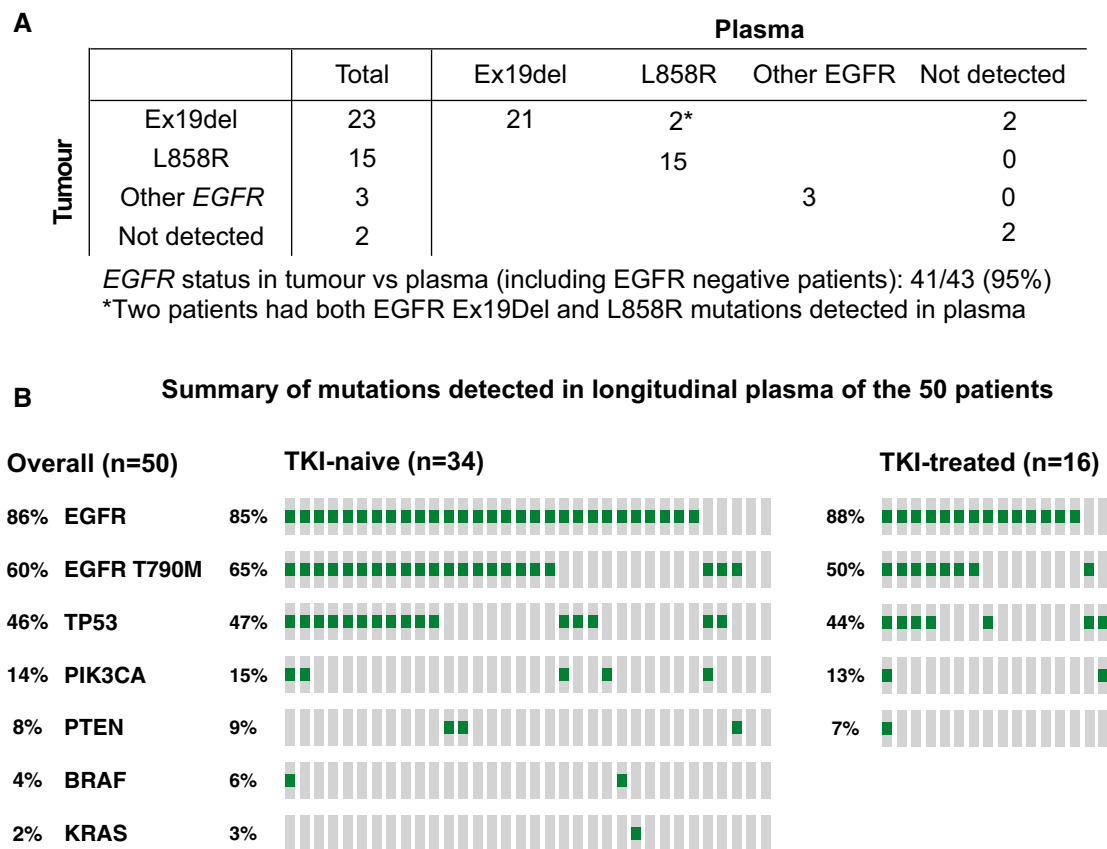 A
Plasma
Total Ex19del L858R Other EGFR Not detected
Tumour
Ex19del 23 21 2* 2
L858R 15 15 0
Other EGFR 3 3 0
Not detected 2 2
EGFR status in tumour vs plasma (including EGFR negative patients): 41/43 (95%)
*Two patients had both EGFR Ex19Del and L858R mutations detected in plasma
B
Summary of mutations detected in longitudinal plasma of the 50 patients
Overall (n=50) TKI-naive (n=34) TKI-treated (n=16)
86% EGFR 85% 88%
60% EGFR T790M 65% 50%
46% TP53 47% 44%
14% PIK3CA 15% 13%
8% PTEN 9% 7%
4% BRAF 6%
2% KRAS 3%